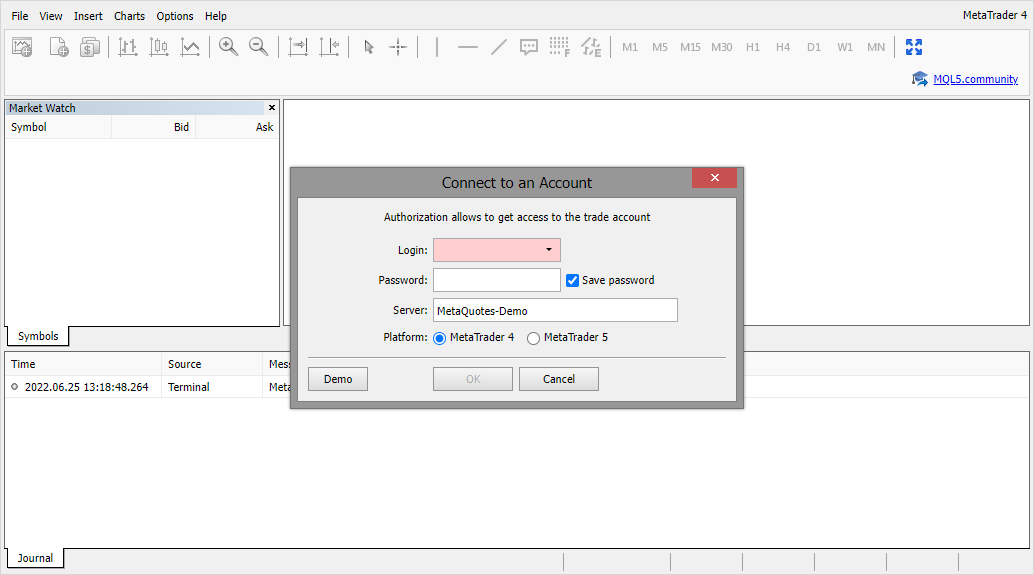 File View Insert Charts Options Help MetaTrader 4
M1 M5 M15 M30 H1 H4 D1 W1 MN
MQL5.community
Market Watch
Symbol Bid Ask
Connect to an Account
Authorization allows to get access to the trade account
Login:
Password: Save password
Server: MetaQuotes-Demo
Platform: MetaTrader 4 MetaTrader 5
Demo OK Cancel
Symbols
Time Source Mess
2022.06.25 13:18:48.264 Terminal Meta
Journal